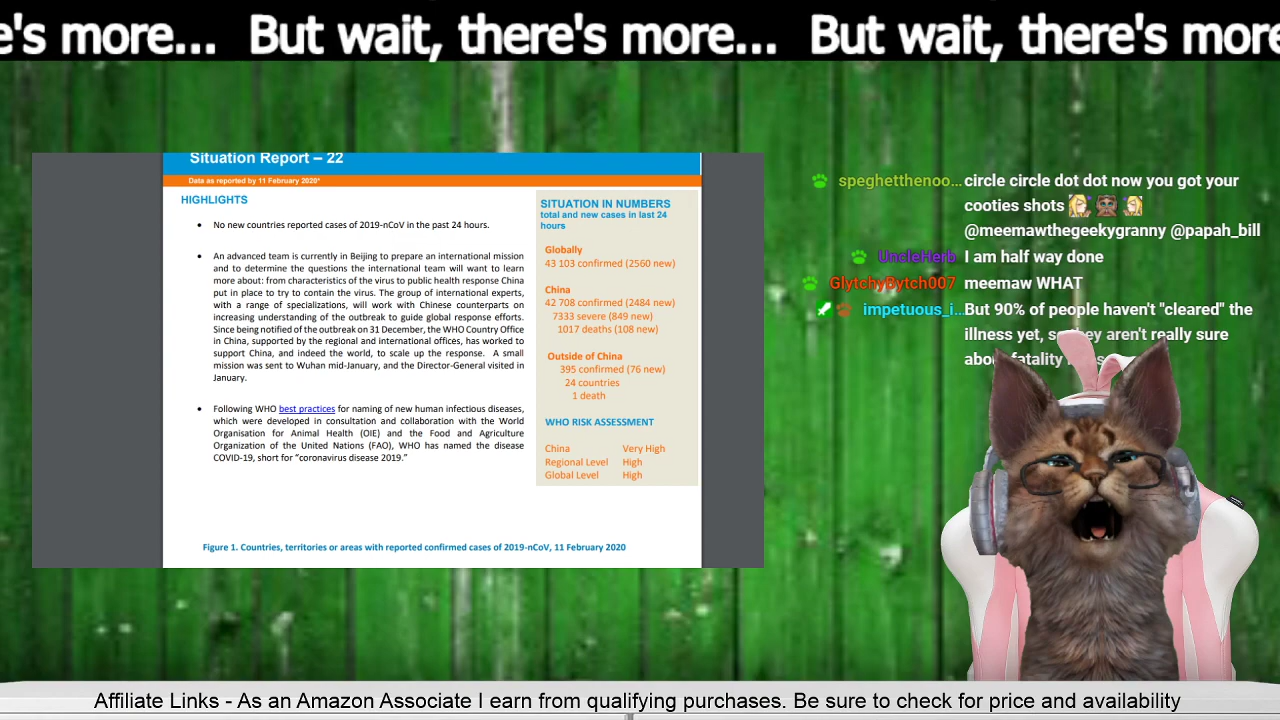 e's more... But wait, there's more... But wait, there's more
Situation Report – 22
Data as reported by 11 February 2020*
HIGHLIGHTS
• No new countries reported cases of 2019-nCoV in the past 24 hours.
• An advanced team is currently in Beijing to prepare an international mission
and to determine the questions the international team will want to learn
more about: from characteristics of the virus to public health response China
put in place to try to contain the virus. The group of international experts,
with a range of specializations, will work with Chinese counterparts on
increasing understanding of the outbreak to guide global response efforts.
Since being notified of the outbreak on 31 December, the WHO Country Office
in China, supported by the regional and international offices, has worked to
support China, and indeed the world, to scale up the response. A small
mission was sent to Wuhan mid-January, and the Director-General visited in
January.
• Following WHO best practices for naming of new human infectious diseases,
which were developed in consultation and collaboration with the World
Organisation for Animal Health (OIE) and the Food and Agriculture
Organization of the United Nations (FAO), WHO has named the disease
COVID-19, short for "coronavirus disease 2019."
SITUATION IN NUMBERS
total and new cases in last 24
hours
Globally
43 103 confirmed (2560 new)
China
42 708 confirmed (2484 new)
7333 severe (849 new)
1017 deaths (108 new)
Outside of China
395 confirmed (76 new)
24 countries
1 death
WHO RISK ASSESSMENT
China Very High
Regional Level High
Global Level High
Figure 1. Countries, territories or areas with reported confirmed cases of 2019-nCoV, 11 February 2020
speghetthenoo... circle circle dot dot now you got your
cooties shots
@meemawthegeekygranny @papah_bill
UncleHerb I am half way done
GlytchyBytch007 meemaw WHAT
impetuous_i... But 90% of people haven't "cleared" the
illness yet, so they aren't really sure
about fatality
Affiliate Links - As an Amazon Associate I earn from qualifying purchases. Be sure to check for price and availability